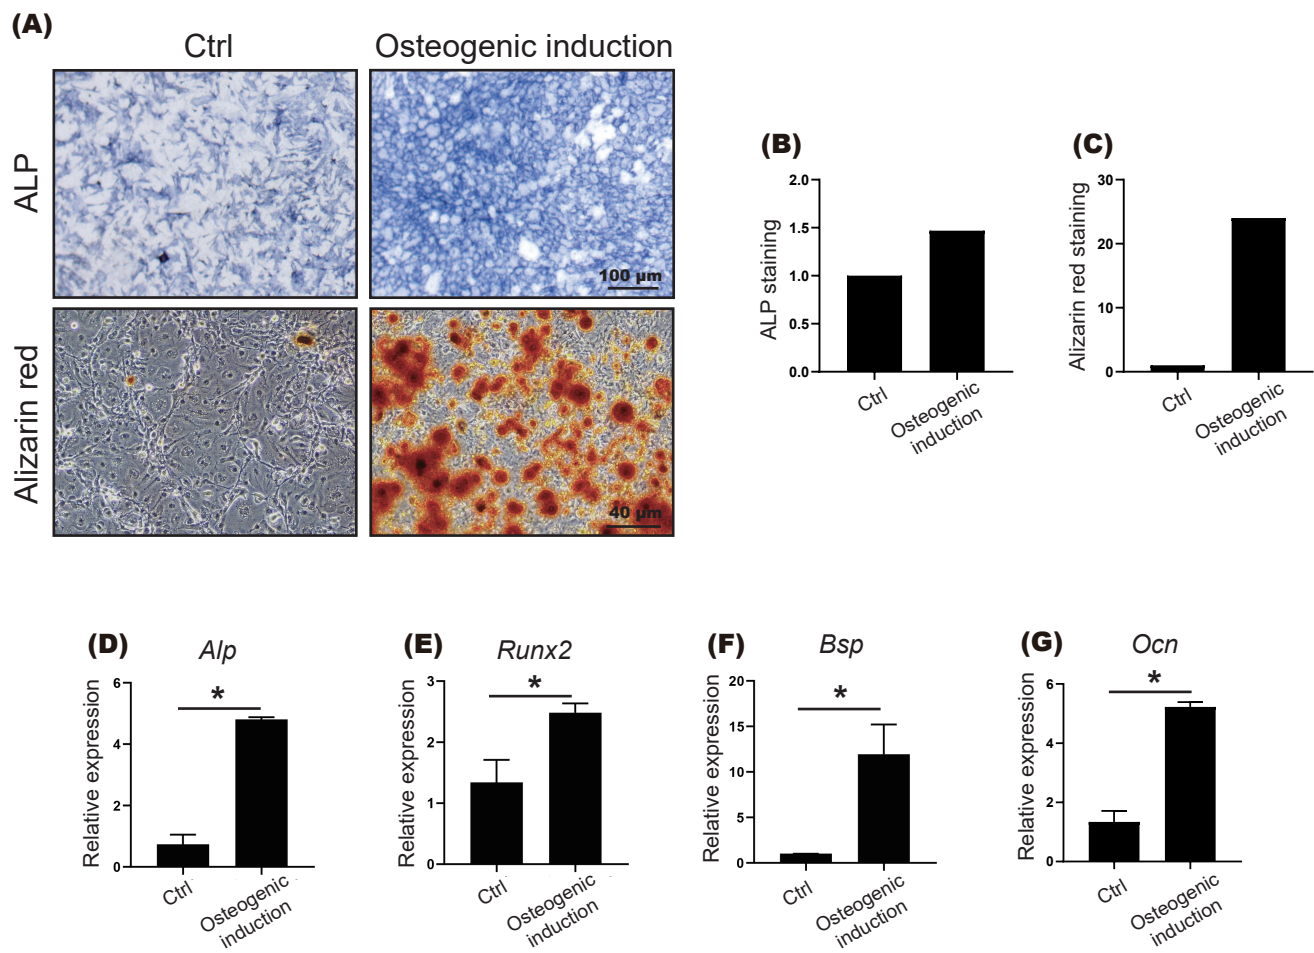 (A)
Ctrl
Osteogenic induction
ALP
100 µm
Alizarin red
40 µm
(B)
ALP staining
2.0
1.5
1.0
0.5
0.0
Ctrl
Osteogenic
induction
(C)
Alizarin red staining
30
20
10
0
Ctrl
Osteogenic
induction
(D)
Alp
Relative expression
6
4
2
0
*
Ctrl
Osteogenic
induction
(E)
Runx2
Relative expression
3
2
1
0
*
Ctrl
Osteogenic
induction
(F)
Bsp
Relative expression
20
15
10
5
0
*
Ctrl
Osteogenic
induction
(G)
Ocn
Relative expression
6
4
2
0
*
Ctrl
Osteogenic
induction